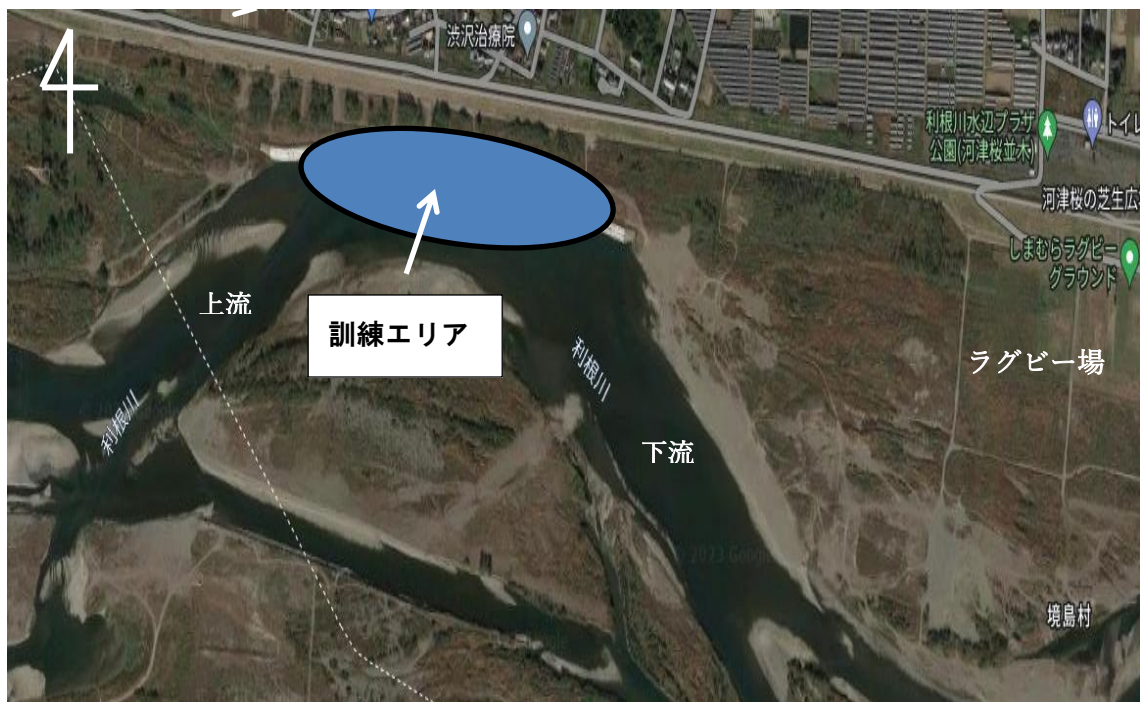 渋沢治療院
利根川水辺プラザ
公園(河津桜並木)
トイレ
河津桜の芝生広
しまむらラグビー
グラウンド
上流
訓練エリア
利根川
ラグビー場
利根川
下流
© 2023 Google
境島村